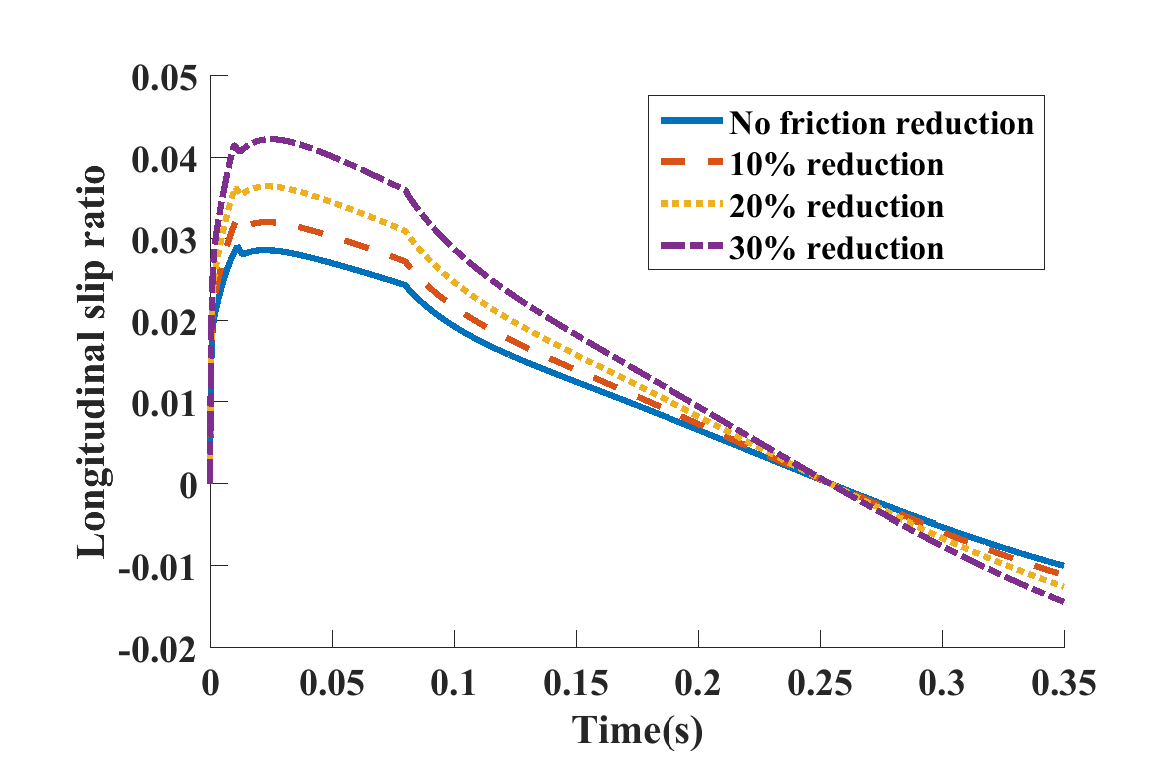 0.05
0.04
0.03
0.02
0.01
0
-0.01
-0.02
Longitudinal slip ratio
No friction reduction
10% reduction
20% reduction
30% reduction
0 0.05 0.1 0.15 0.2 0.25 0.3 0.35
Time(s)